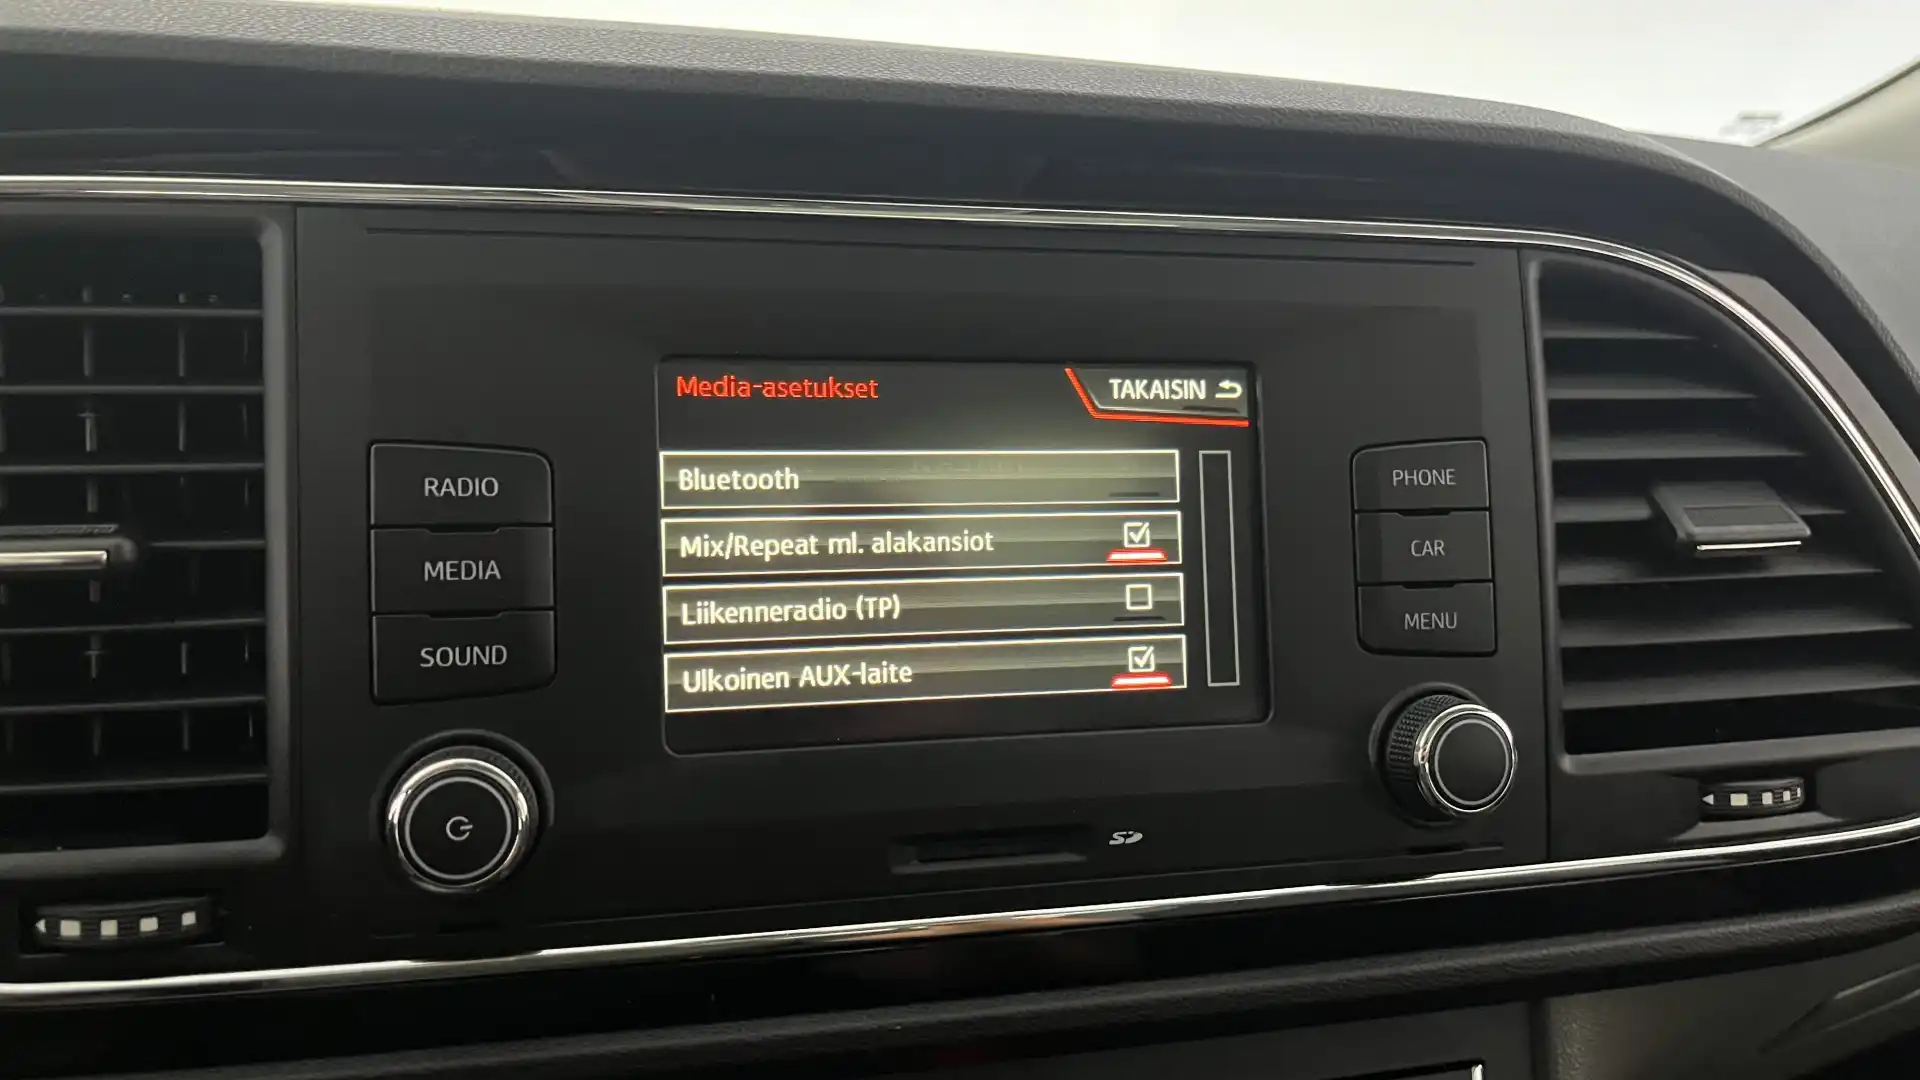 Media-asetukset
TAKAISIN
Bluetooth
Mix/Repeat ml. alakansiot
Liikenneradio (TP)
Ulkoinen AUX-laite
RADIO
MEDIA
SOUND
PHONE
CAR
MENU
SD